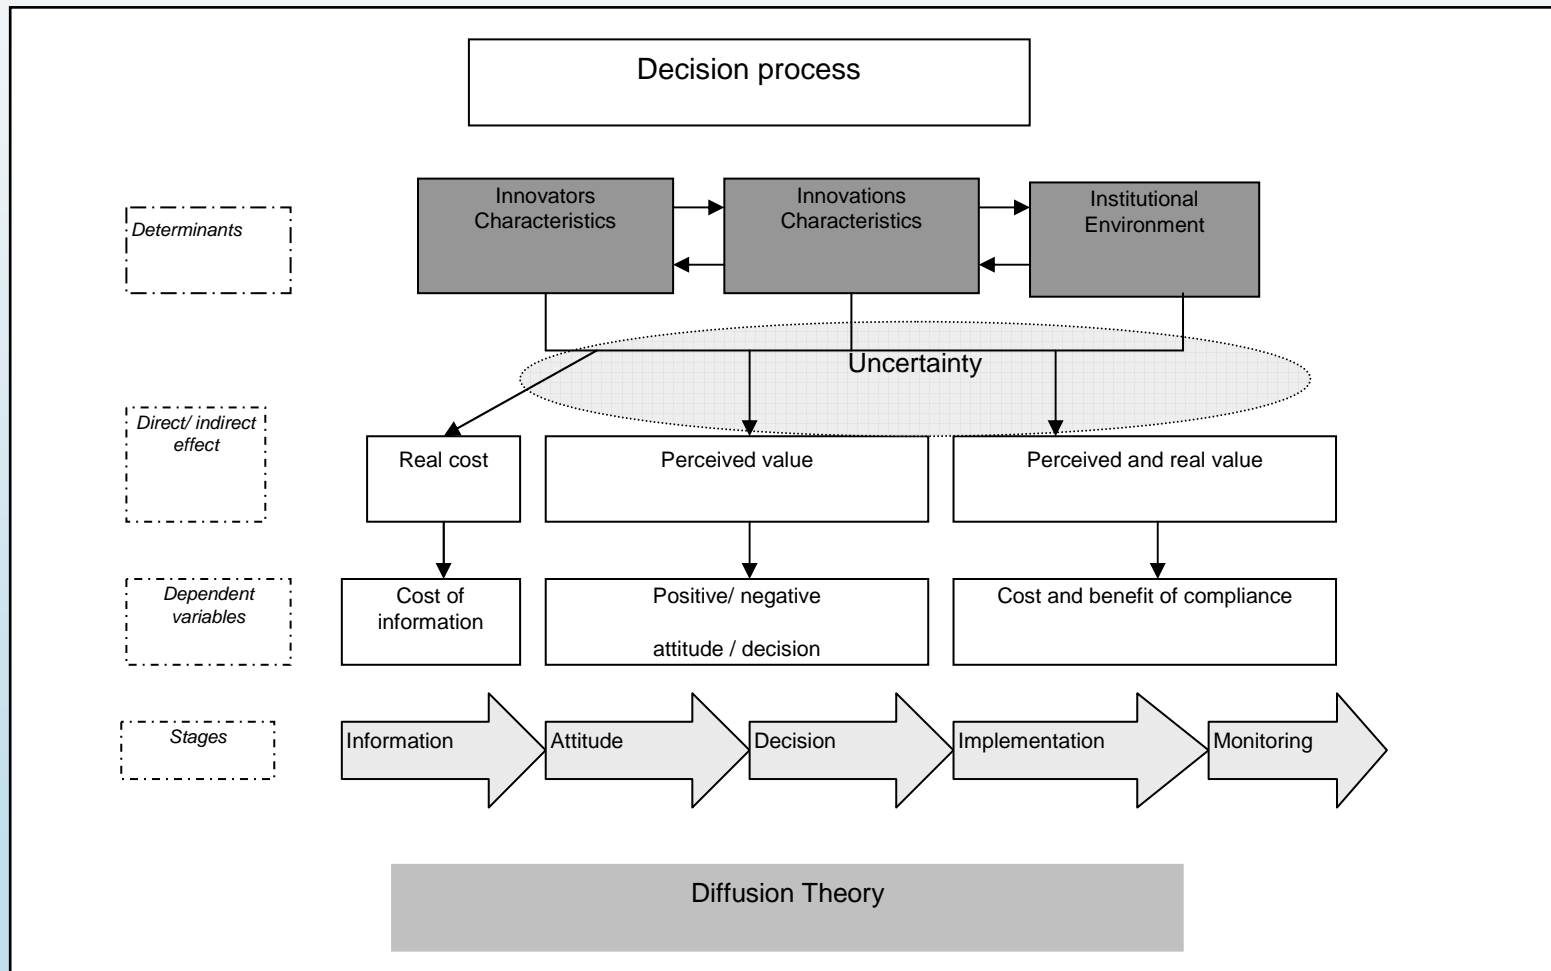 Decision process
Determinants
Innovators
Characteristics
Innovations
Characteristics
Institutional
Environment
Uncertainty
Direct/ indirect
effect
Real cost
Perceived value
Perceived and real value
Dependent
variables
Cost of
information
Positive/ negative
attitude / decision
Cost and benefit of compliance
Stages
Information
Attitude
Decision
Implementation
Monitoring
Diffusion Theory